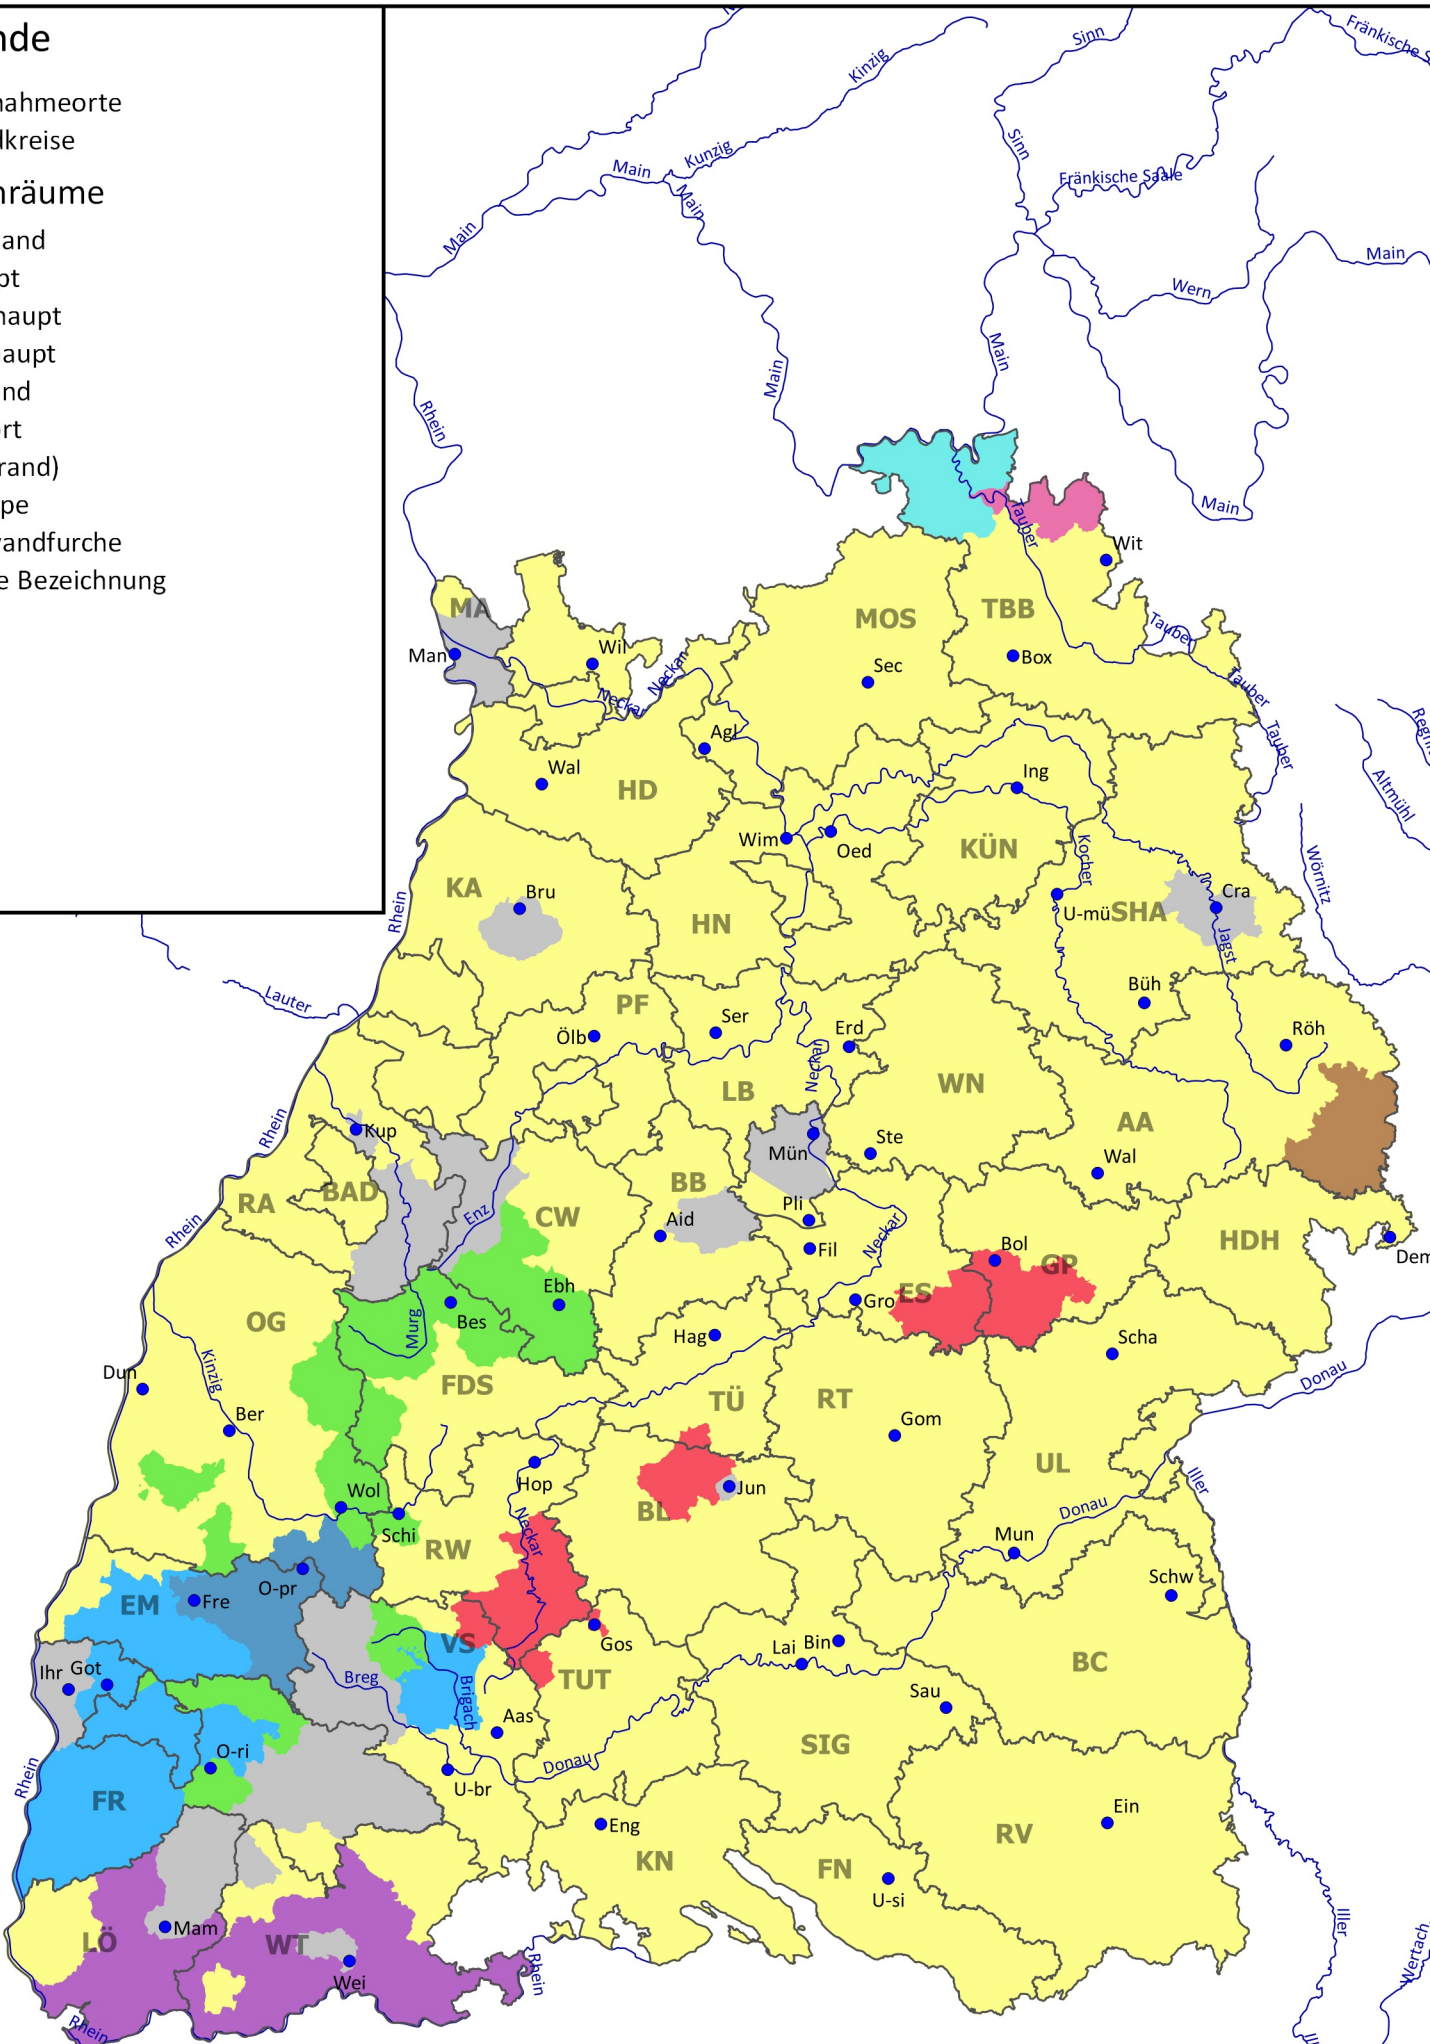 nde
nahmeorte
dkreise
nräume
and
pt
haupt
aupt
nd
rt
rand)
pe
wandfurche
e Bezeichnung
Kinzig
Sinn
Fränkische S
Sinn
Kunzig
Main
Main
Fränkische Saale
Main
Main
Wern
Main
Main
Rhein
Main
Tauber
Wit
MA
MOS
TBB
Tauber
Man
Wil
Neckar
Sec
Box
Neckar
Tauber
Agl
Tauber
Wal
HD
Ing
Altmühl
Wim
Oed
KÜN
Kocher
Wörnitz
KA
Bru
Rhein
HN
U-mü
SHA
Cra
Jagst
Lauter
PF
Büh
Ölb
Ser
Erd
Röh
Neckar
LB
WN
Rhein
Kup
AA
Mün
Ste
Wal
RA
BAD
BB
Enz
CW
Aid
Pli
Rhein
Fil
Neckar
Bol
GP
HDH
Dem
Ebh
ES
Gro
OG
Bes
Murg
Hag
Scha
Dun
Kinzig
FDS
Donau
TÜ
RT
Ber
Gom
UL
Iller
Hop
Jun
Wol
BL
Donau
Schi
Neckar
Mun
RW
O-pr
Schw
EM
Fre
VS
Gos
Lai
Bin
Ihr
Got
Breg
Brigach
TUT
BC
Sau
Aas
O-ri
SIG
Donau
Rhein
U-br
FR
Eng
Ein
RV
KN
FN
U-si
Mam
LÖ
WT
Iller
Wei
Rhein
Wertach
Rhein